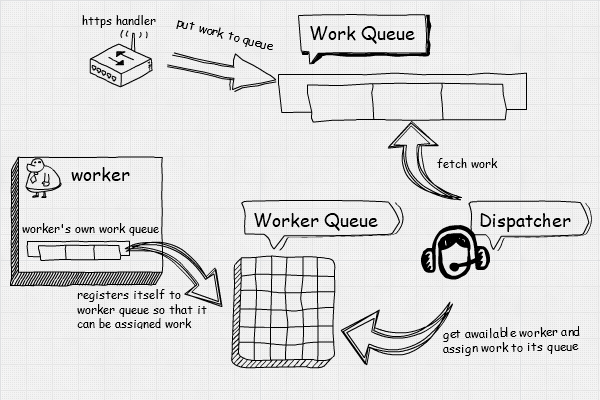 https handler
put work to queue
Work Queue
fetch work
worker
worker's own work queue
Worker Queue
Dispatcher
registers itself to
worker queue so that it
can be assigned work
get awailable worker and
assign work to its queue